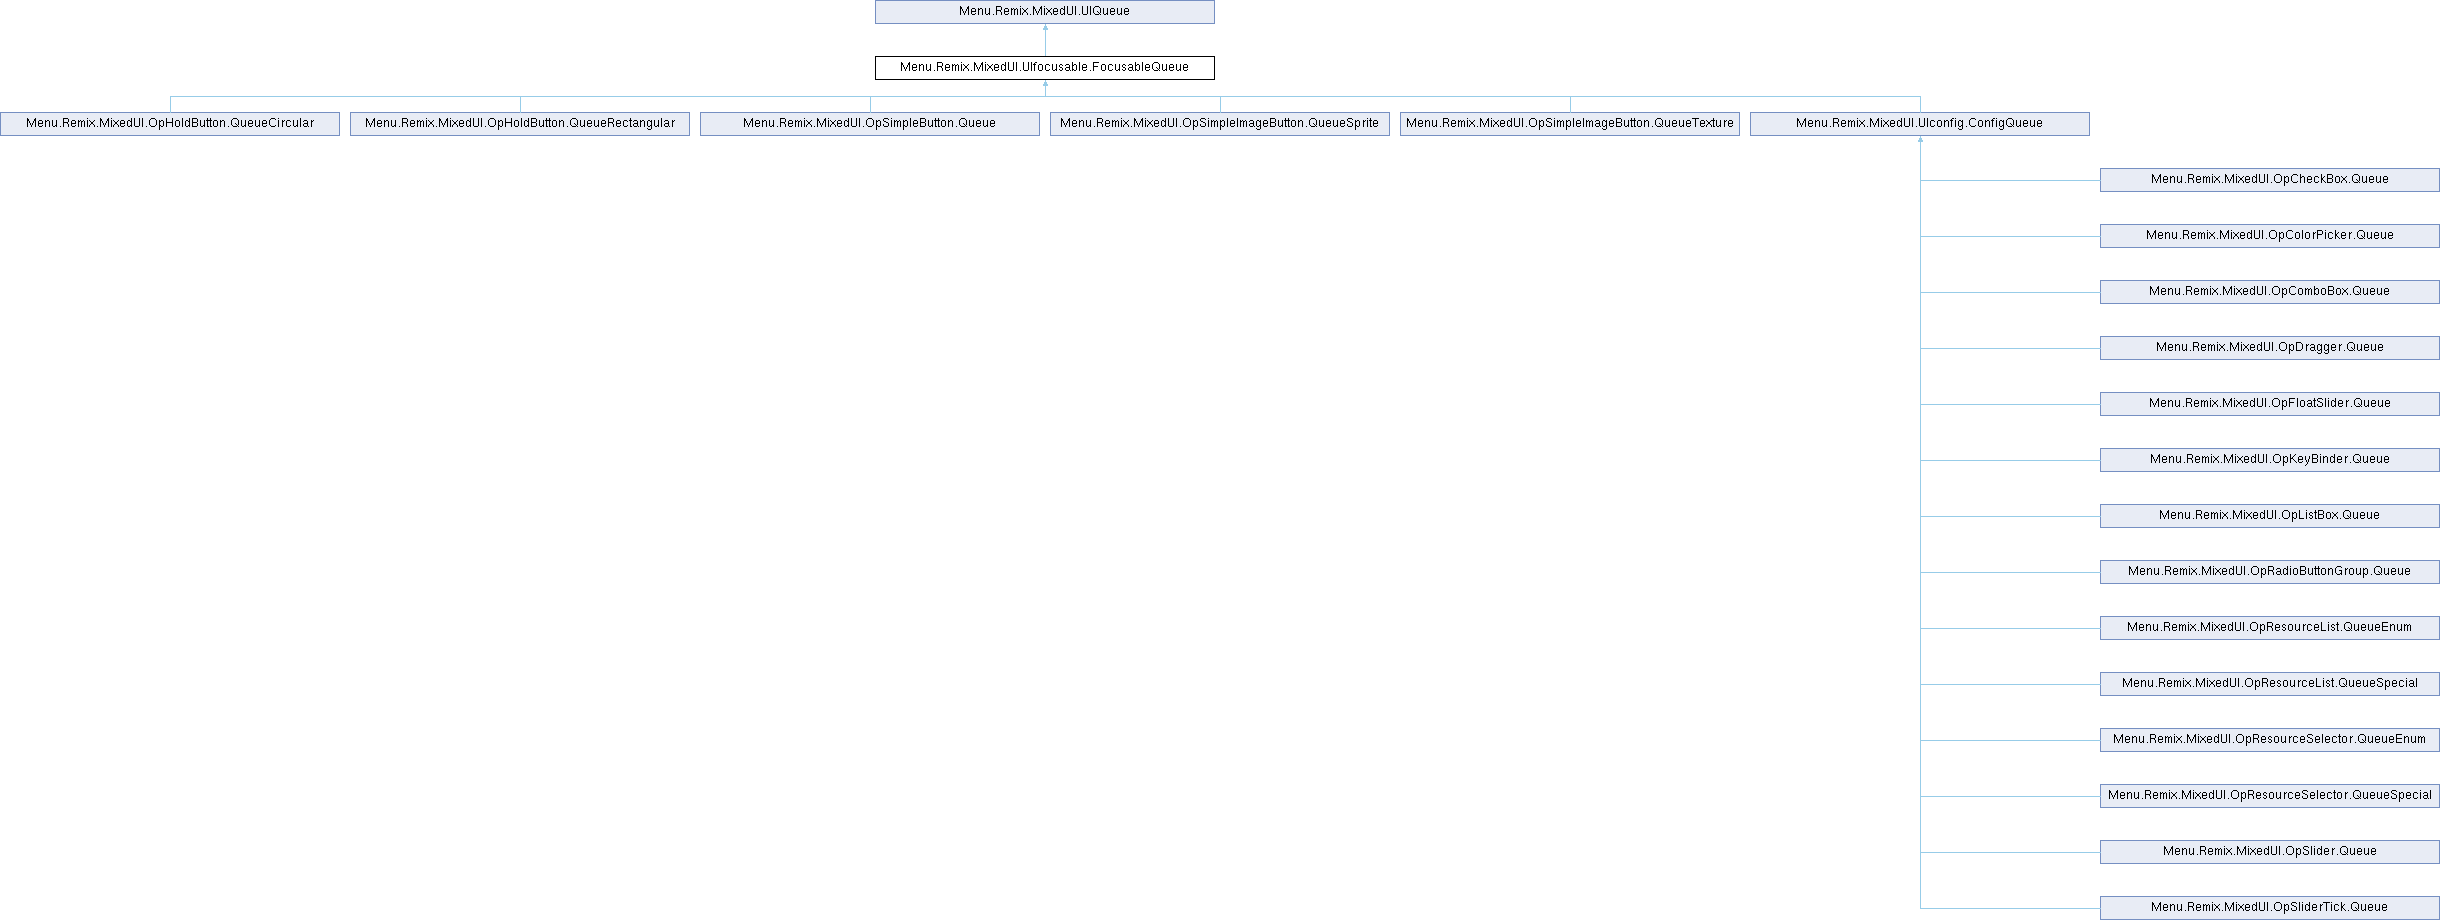 Menu.Remix.MixedUI.UIQueue
Menu.Remix.MixedUI.UIfocusable.FocusableQueue
Menu.Remix.MixedUI.OpHoldButton.QueueCircular
Menu.Remix.MixedUI.OpHoldButton.QueueRectangular
Menu.Remix.MixedUI.OpSimpleButton.Queue
Menu.Remix.MixedUI.OpSimpleImageButton.QueueSprite
Menu.Remix.MixedUI.OpSimpleImageButton.QueueTexture
Menu.Remix.MixedUI.UIconfig.ConfigQueue
Menu.Remix.MixedUI.OpCheckBox.Queue
Menu.Remix.MixedUI.OpColorPicker.Queue
Menu.Remix.MixedUI.OpComboBox.Queue
Menu.Remix.MixedUI.OpDragger.Queue
Menu.Remix.MixedUI.OpFloatSlider.Queue
Menu.Remix.MixedUI.OpKeyBinder.Queue
Menu.Remix.MixedUI.OpListBox.Queue
Menu.Remix.MixedUI.OpRadioButtonGroup.Queue
Menu.Remix.MixedUI.OpResourceList.QueueEnum
Menu.Remix.MixedUI.OpResourceList.QueueSpecial
Menu.Remix.MixedUI.OpResourceSelector.QueueEnum
Menu.Remix.MixedUI.OpResourceSelector.QueueSpecial
Menu.Remix.MixedUI.OpSlider.Queue
Menu.Remix.MixedUI.OpSliderTick.Queue